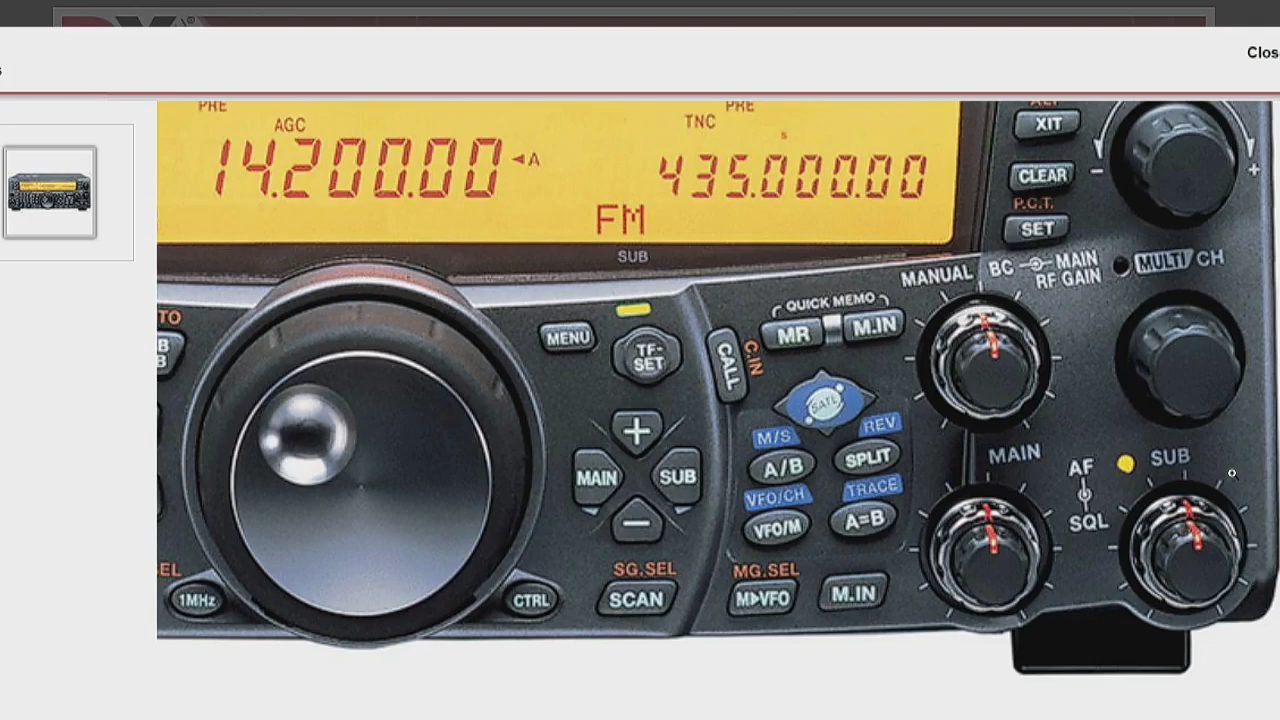 Clos
s
PRE
PRE
AGC
TNC
s
14.200.00 ◄A
435.000.00
FM
SUB
XIT
CLEAR
P.C.T.
SET
− +
MANUAL BC MAIN
RF GAIN
MULTI CH
TO
B
B
MENU
TF-
SET
CALL
C.IN
QUICK MEMO
MR M.IN
SATL
M/S REV
A/B SPLIT
VFO/CH TRACE
VFO/M A=B
+
MAIN SUB
−
MAIN AF SUB
SQL
EL
1MHz
CTRL
SG.SEL
SCAN
MG.SEL
M▶VFO
M.IN